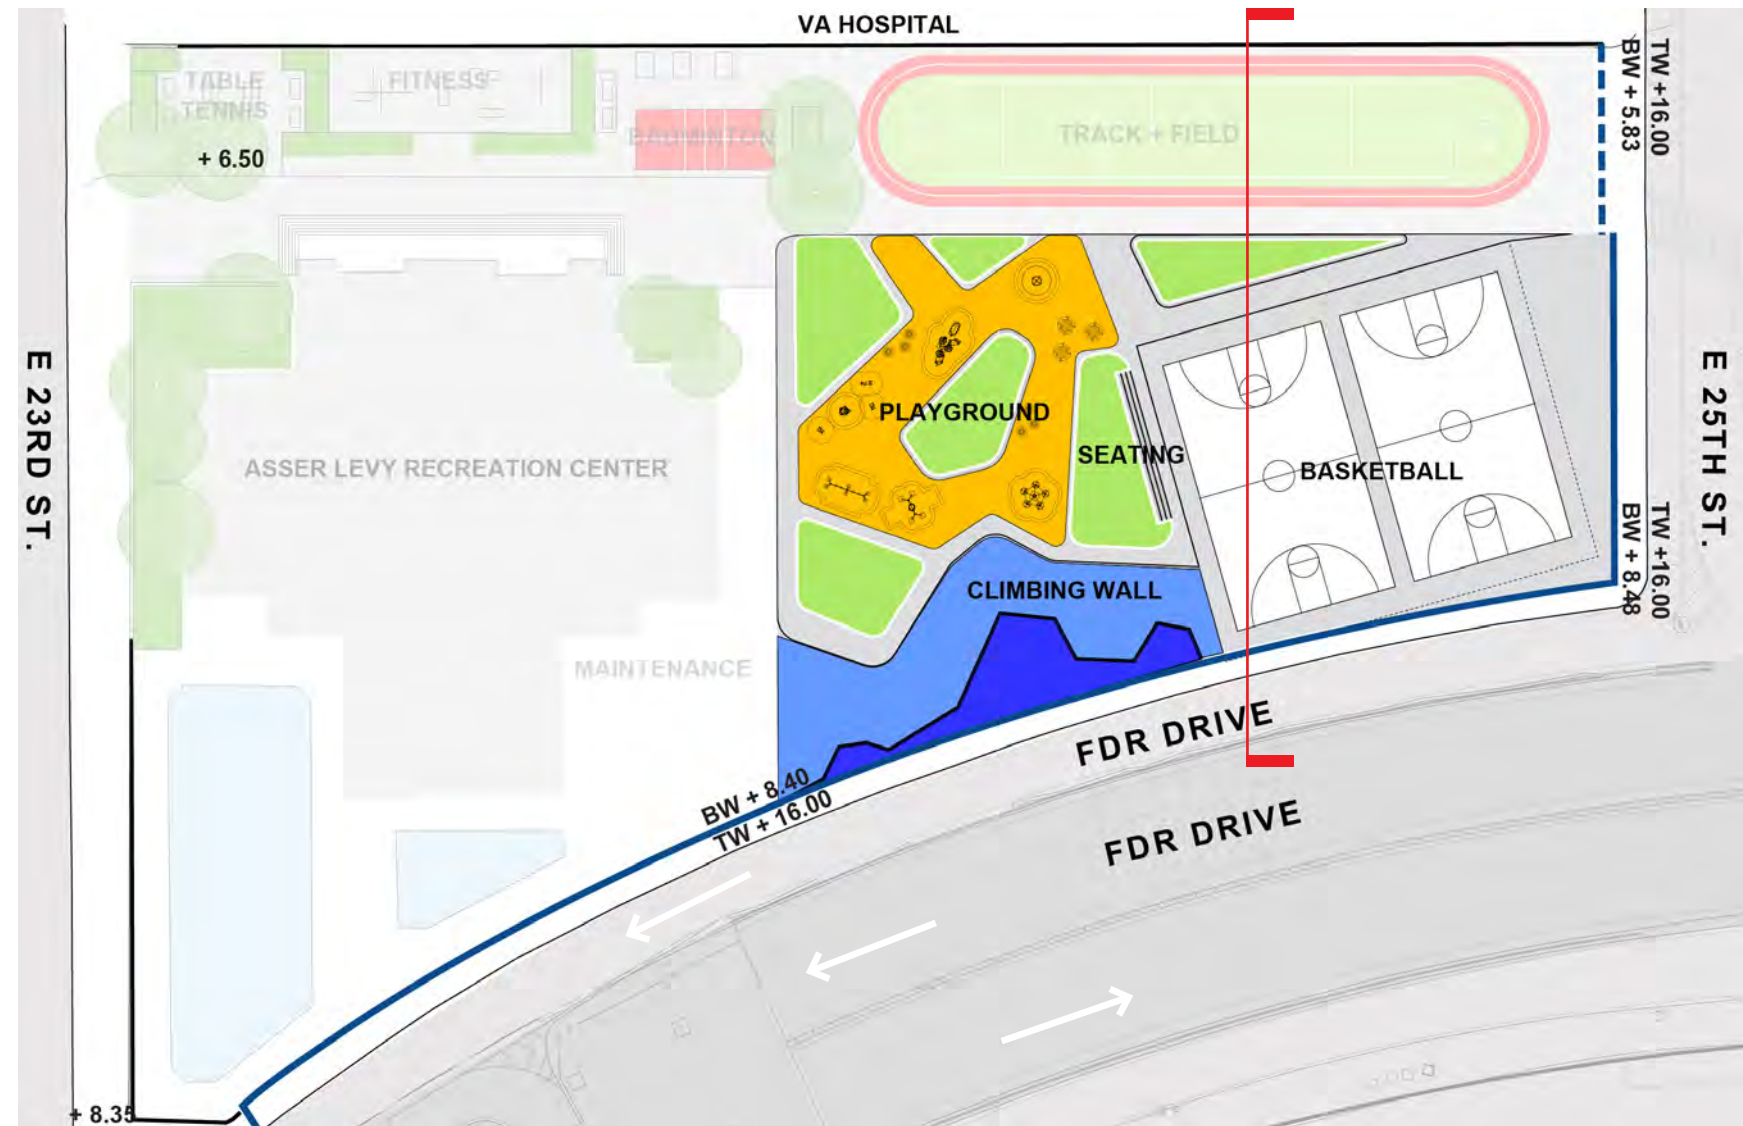 VA HOSPITAL
TABLE
TENNIS
FITNESS
BADMINTON
TRACK + FIELD
TW +16.00
BW + 5.83
+ 6.50
E 23RD ST.
ASSER LEVY RECREATION CENTER
PLAYGROUND
SEATING
BASKETBALL
E 25TH ST.
TW +16.00
BW + 8.48
CLIMBING WALL
MAINTENANCE
FDR DRIVE
BW + 8.40
TW + 16.00
FDR DRIVE
+ 8.35